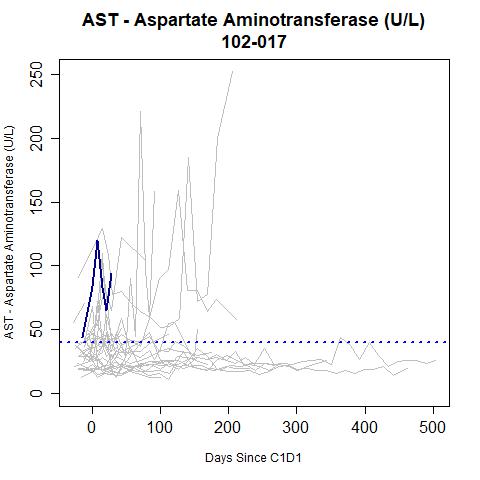 AST - Aspartate Aminotransferase (U/L)
102-017
AST - Aspartate Aminotransferase (U/L)
250
200
150
100
50
0
0 100 200 300 400 500
Days Since C1D1